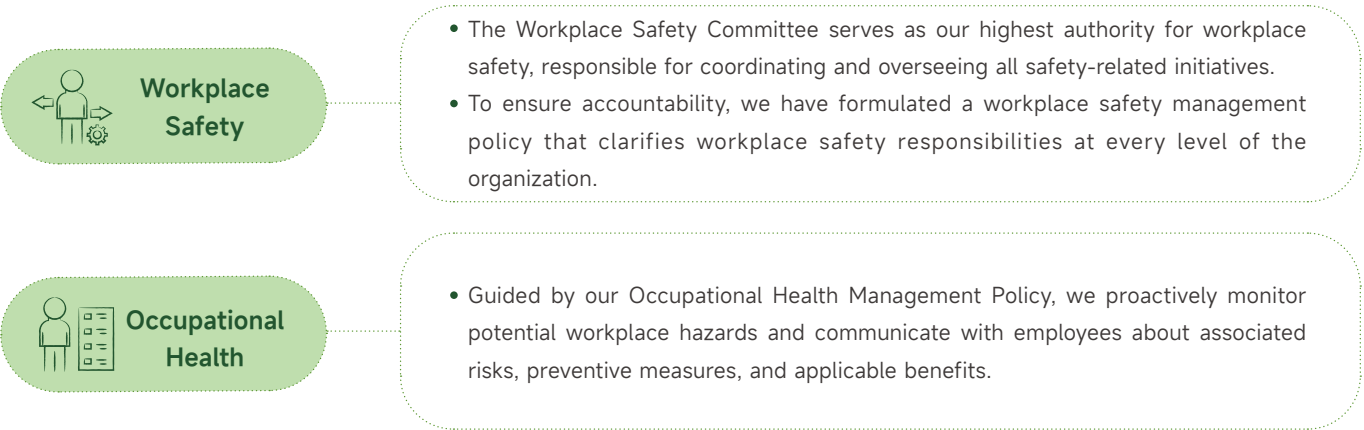 Workplace
Safety
• The Workplace Safety Committee serves as our highest authority for workplace
safety, responsible for coordinating and overseeing all safety-related initiatives.
• To ensure accountability, we have formulated a workplace safety management
policy that clarifies workplace safety responsibilities at every level of the
organization.
Occupational
Health
• Guided by our Occupational Health Management Policy, we proactively monitor
potential workplace hazards and communicate with employees about associated
risks, preventive measures, and applicable benefits.